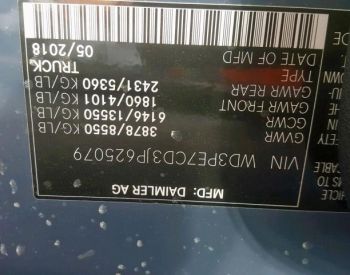 MFD: DAIMLER AG
VIN WD3PE7CD3JP625079
GVWR 3878/8550 KG/LB
GCWR 6146/13550 KG/LB
GAWR FRONT 1860/4101 KG/LB
GAWR REAR 2431/5360 KG/LB
TYPE TRUCK
DATE OF MFD 05/2018